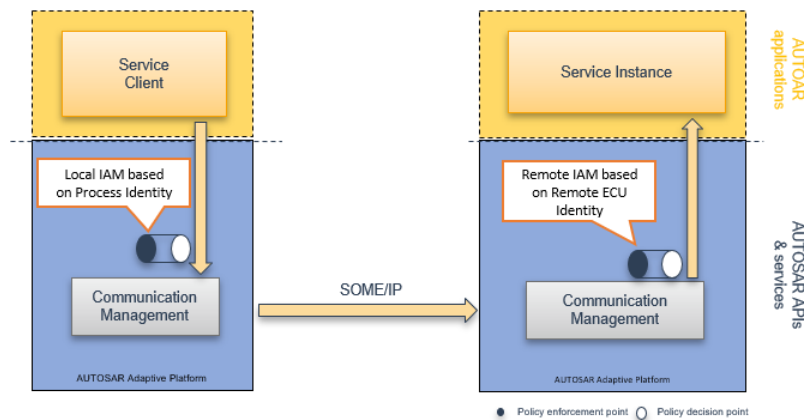 Service
Client
Service Instance
AUTOAR
applications
Local IAM based
on Process Identity
Remote IAM based
on Remote ECU
Identity
AUTOSAR APIs
& services
Communication
Management
SOME/IP
Communication
Management
AUTOSAR Adaptive Platform
AUTOSAR Adaptive Platform
Policy enforcement point
Policy decision point